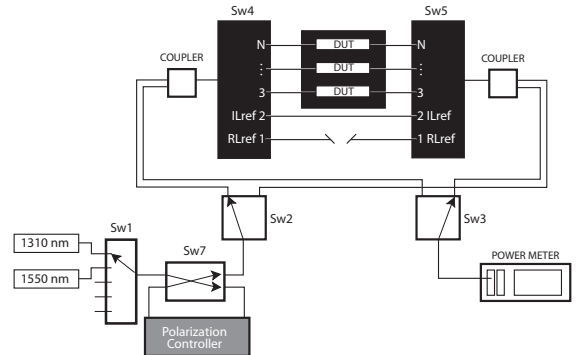 Sw4
Sw5
COUPLER
COUPLER
N
DUT
N
⋮
DUT
⋮
3
DUT
3
ILref 2
2 ILref
RLref 1
1 RLref
Sw2
Sw3
Sw1
Sw7
1310 nm
1550 nm
POWER METER
Polarization
Controller